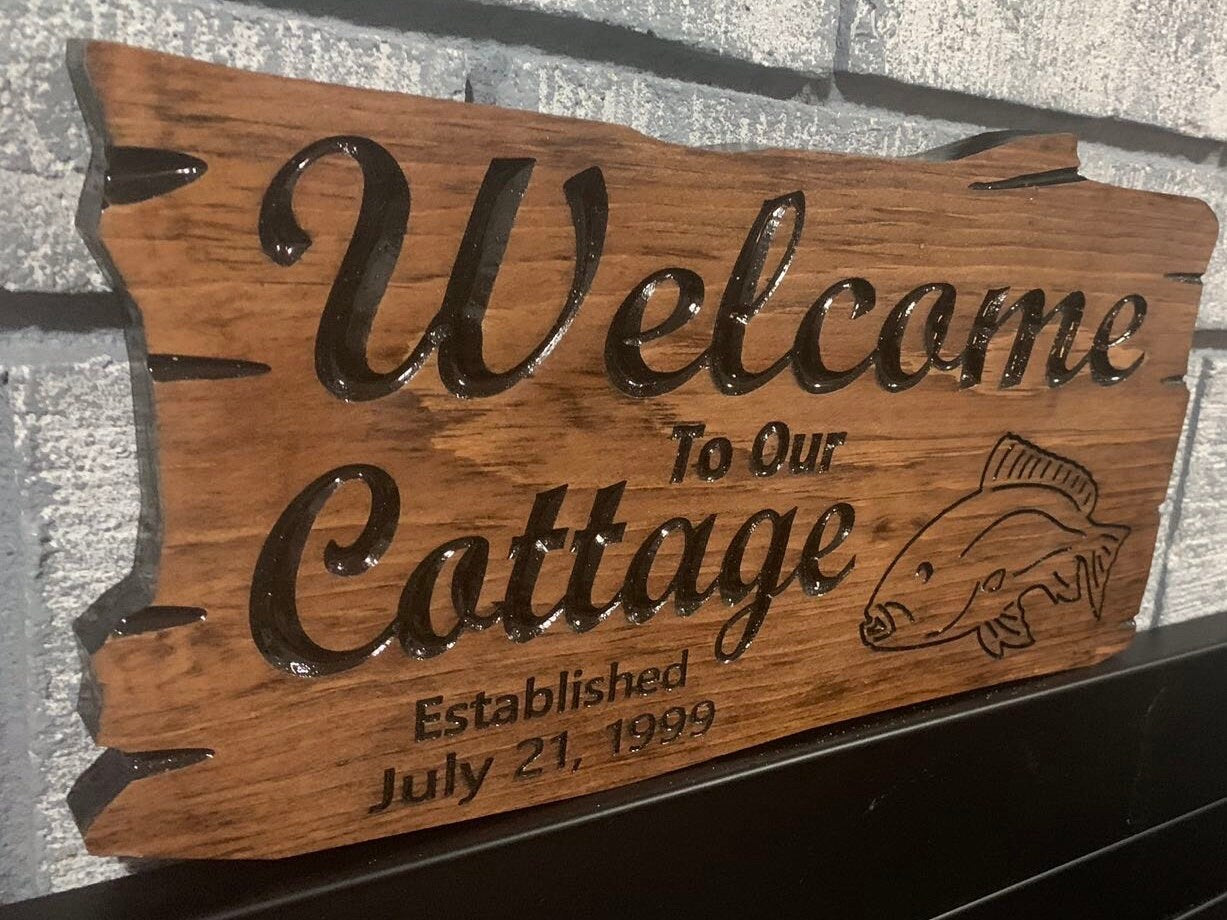 Welcome
To Our
Cottage
Established
July 21, 1999